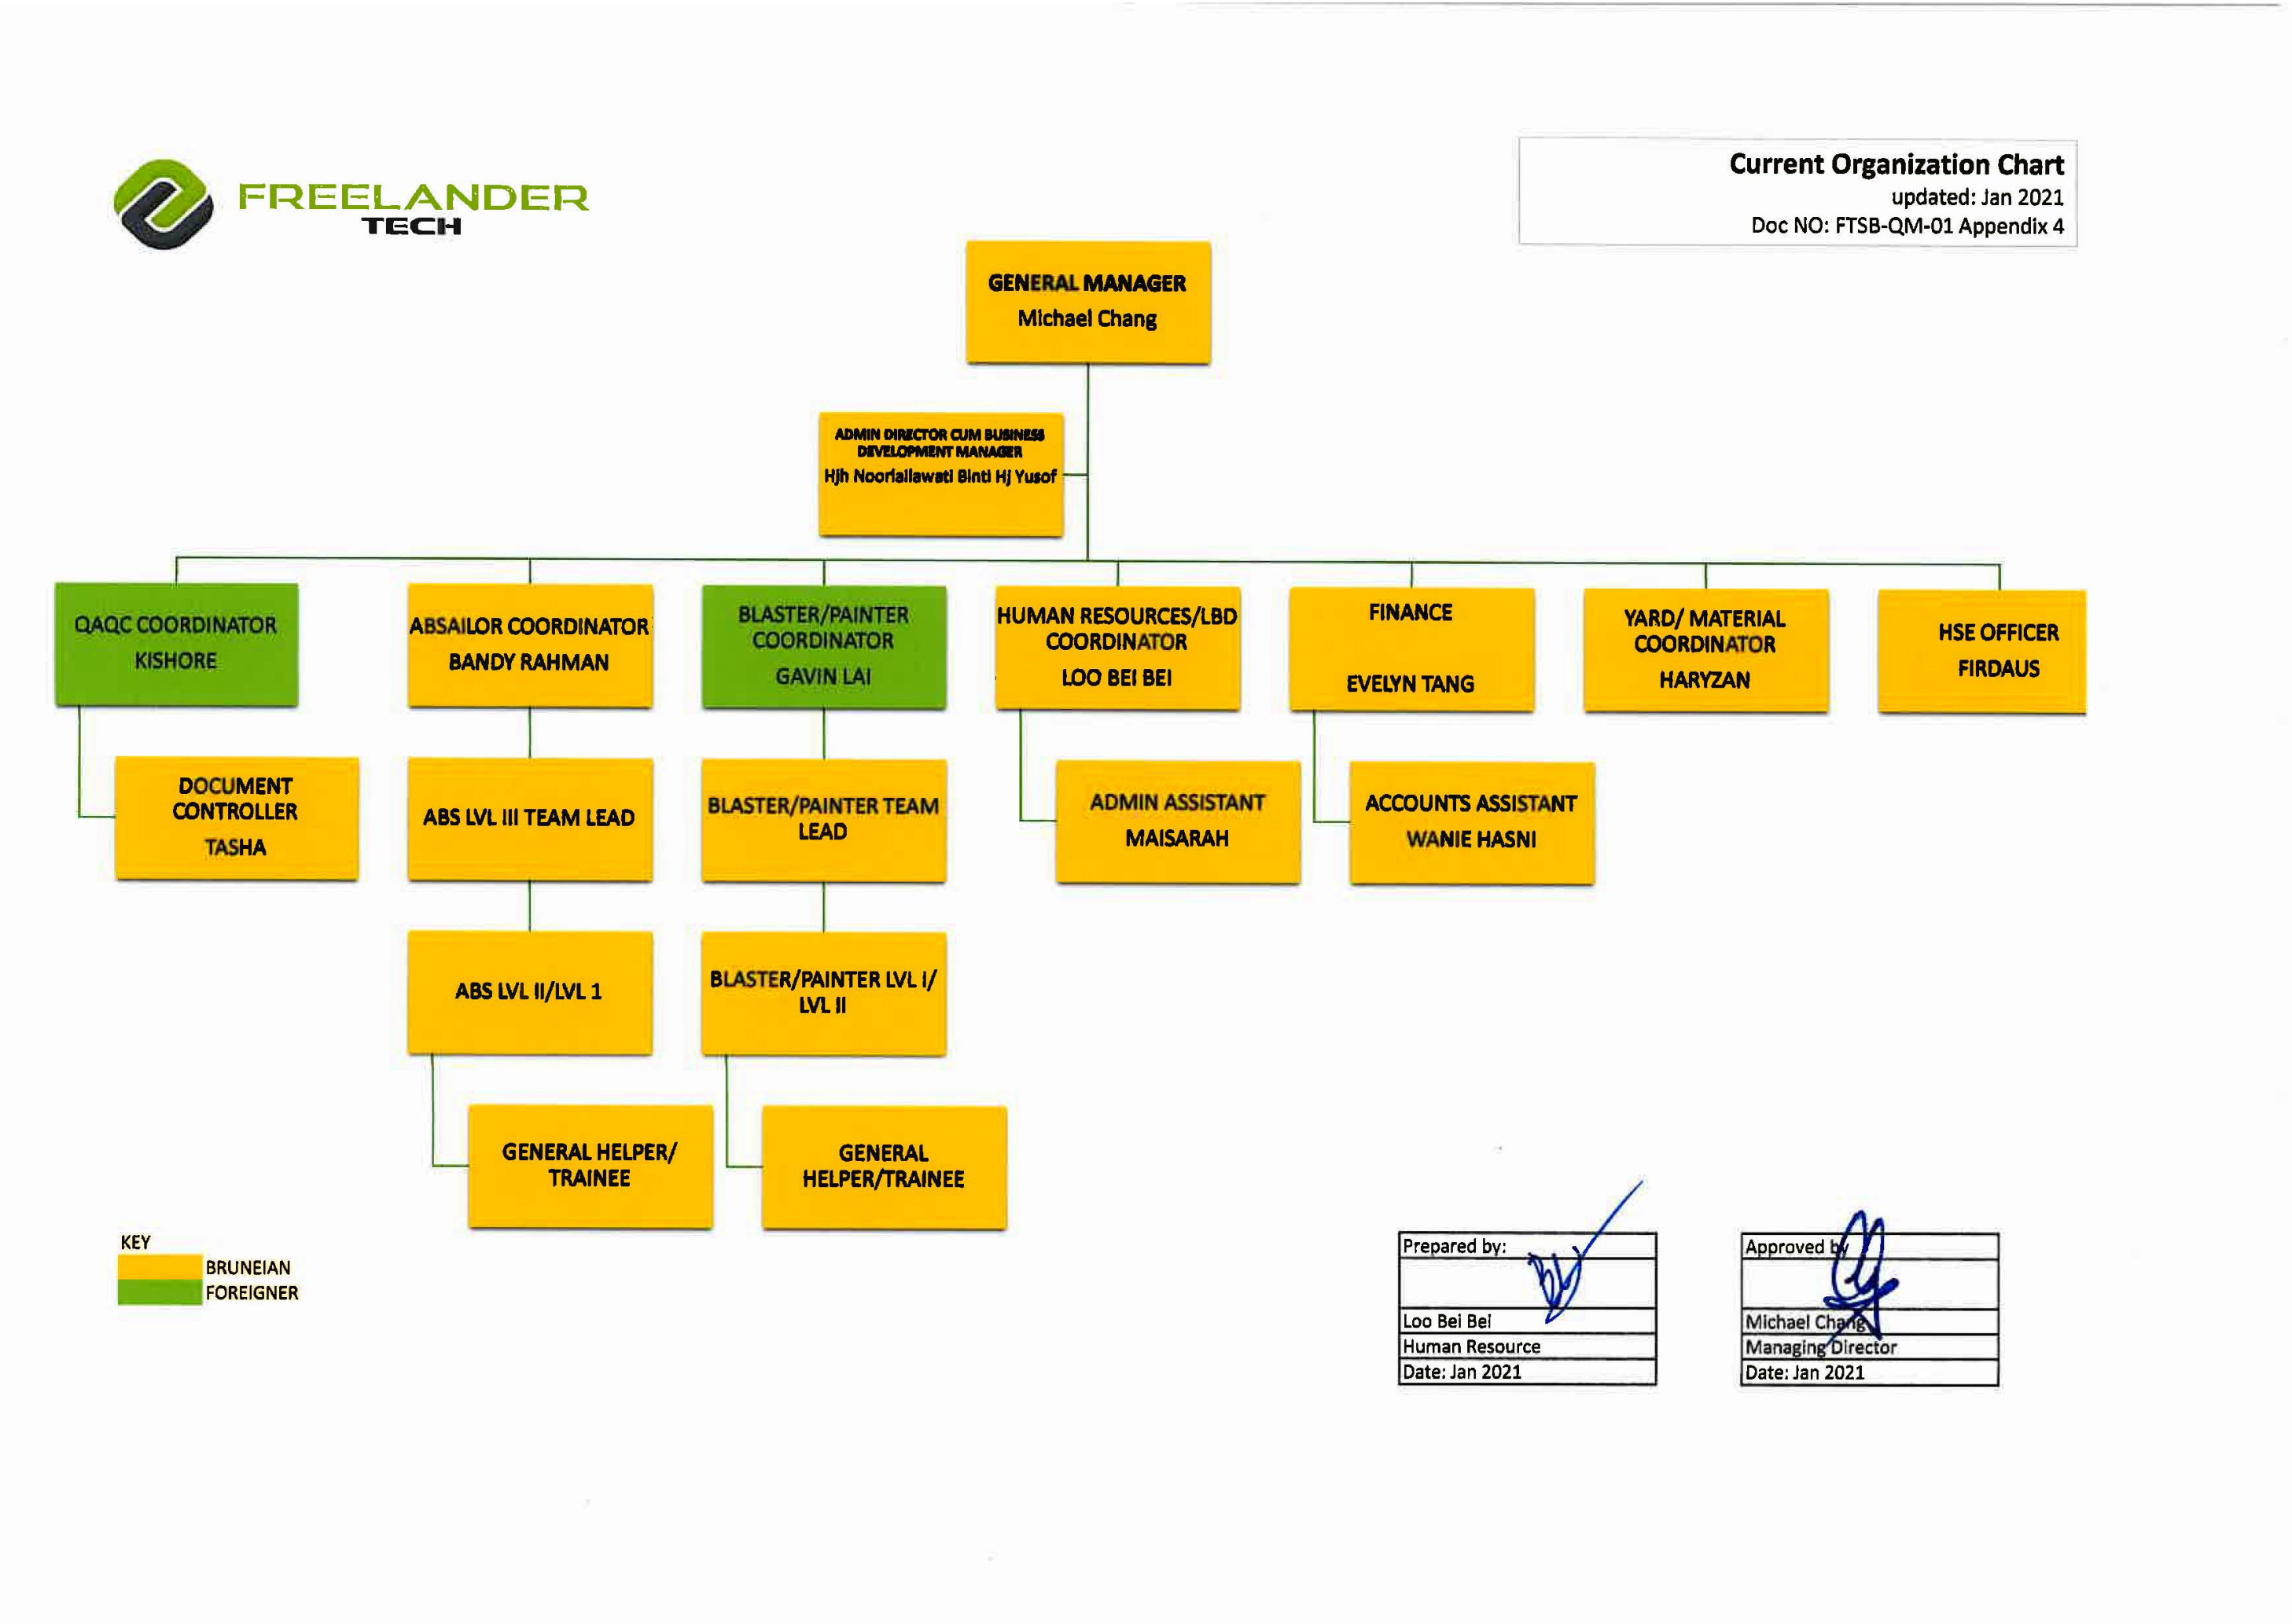 FREELANDER
TECH
Current Organization Chart
updated: Jan 2021
Doc NO: FTSB-QM-01 Appendix 4
GENERAL MANAGER
Michael Chang
ADMIN DIRECTOR CUM BUSINESS
DEVELOPMENT MANAGER
Hjh Noorlailawati Binti Hj Yusof
QAQC COORDINATOR
KISHORE
ABSAILOR COORDINATOR
BANDY RAHMAN
BLASTER/PAINTER
COORDINATOR
GAVIN LAI
HUMAN RESOURCES/LBD
COORDINATOR
LOO BEI BEI
FINANCE
EVELYN TANG
YARD/ MATERIAL
COORDINATOR
HARYZAN
HSE OFFICER
FIRDAUS
DOCUMENT
CONTROLLER
TASHA
ABS LVL III TEAM LEAD
BLASTER/PAINTER TEAM
LEAD
ADMIN ASSISTANT
MAISARAH
ACCOUNTS ASSISTANT
WANIE HASNI
ABS LVL II/LVL 1
BLASTER/PAINTER LVL I/
LVL II
GENERAL HELPER/
TRAINEE
GENERAL
HELPER/TRAINEE
KEY
BRUNEIAN
FOREIGNER
Prepared by:
Loo Bei Bei
Human Resource
Date: Jan 2021
Approved by
Michael Chang
Managing Director
Date: Jan 2021